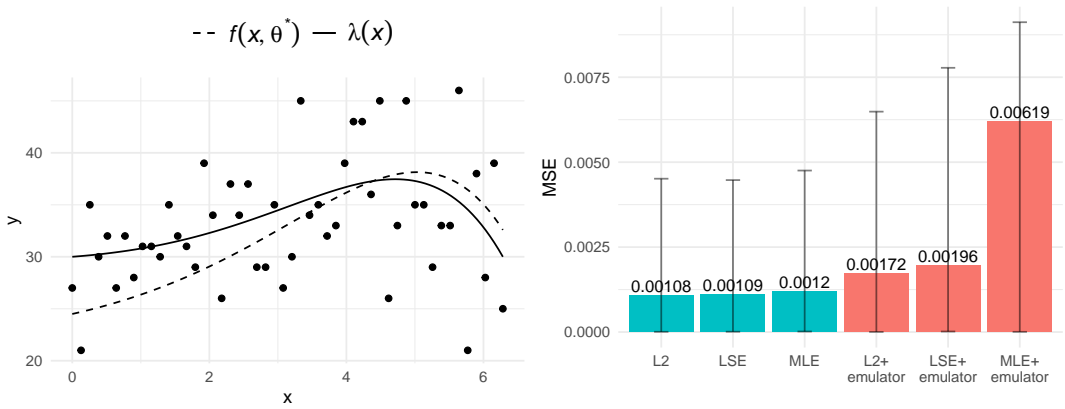 f(x, θ*) λ(x)
y
40
30
20
0
2
4
6
x
MSE
0.0075
0.0050
0.0025
0.0000
0.00108
0.00109
0.0012
0.00172
0.00196
0.00619
L2
LSE
MLE
L2+
emulator
LSE+
emulator
MLE+
emulator